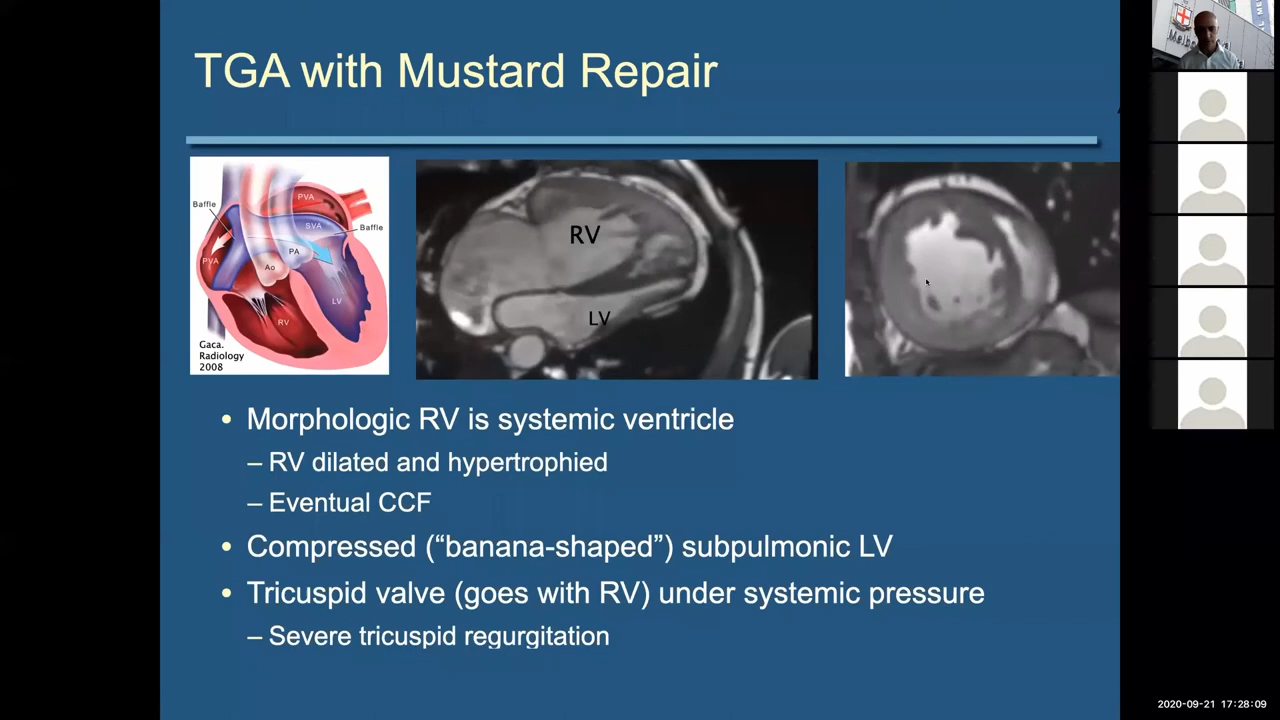 TGA with Mustard Repair
Baffle
PVA
SVA
Baffle
PVA
PA
Ao
LV
RV
Gaca.
Radiology
2008
RV
LV
• Morphologic RV is systemic ventricle
– RV dilated and hypertrophied
– Eventual CCF
• Compressed (“banana-shaped”) subpulmonic LV
• Tricuspid valve (goes with RV) under systemic pressure
– Severe tricuspid regurgitation
2020-09-21 17:28:09